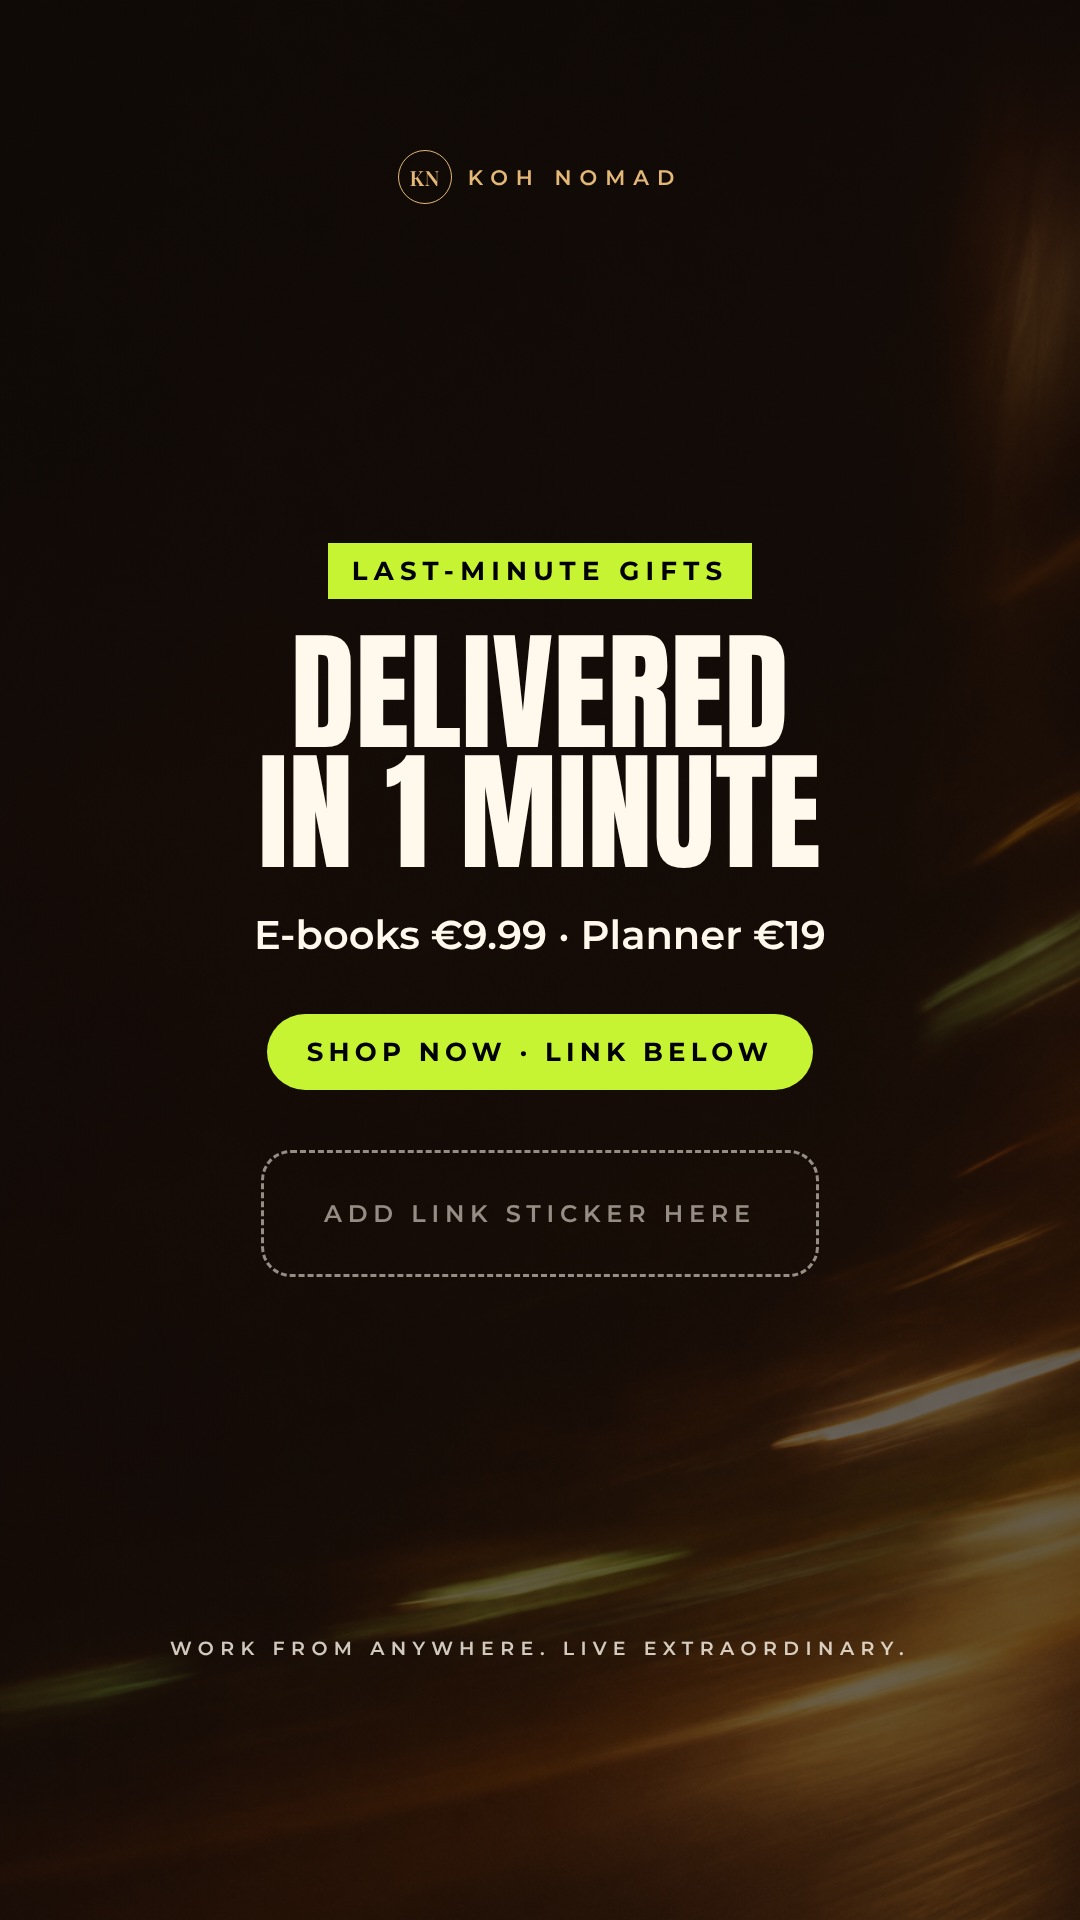 KN KOH NOMAD
LAST-MINUTE GIFTS
DELIVERED
IN 1 MINUTE
E-books €9.99 · Planner €19
SHOP NOW · LINK BELOW
ADD LINK STICKER HERE
WORK FROM ANYWHERE. LIVE EXTRAORDINARY.